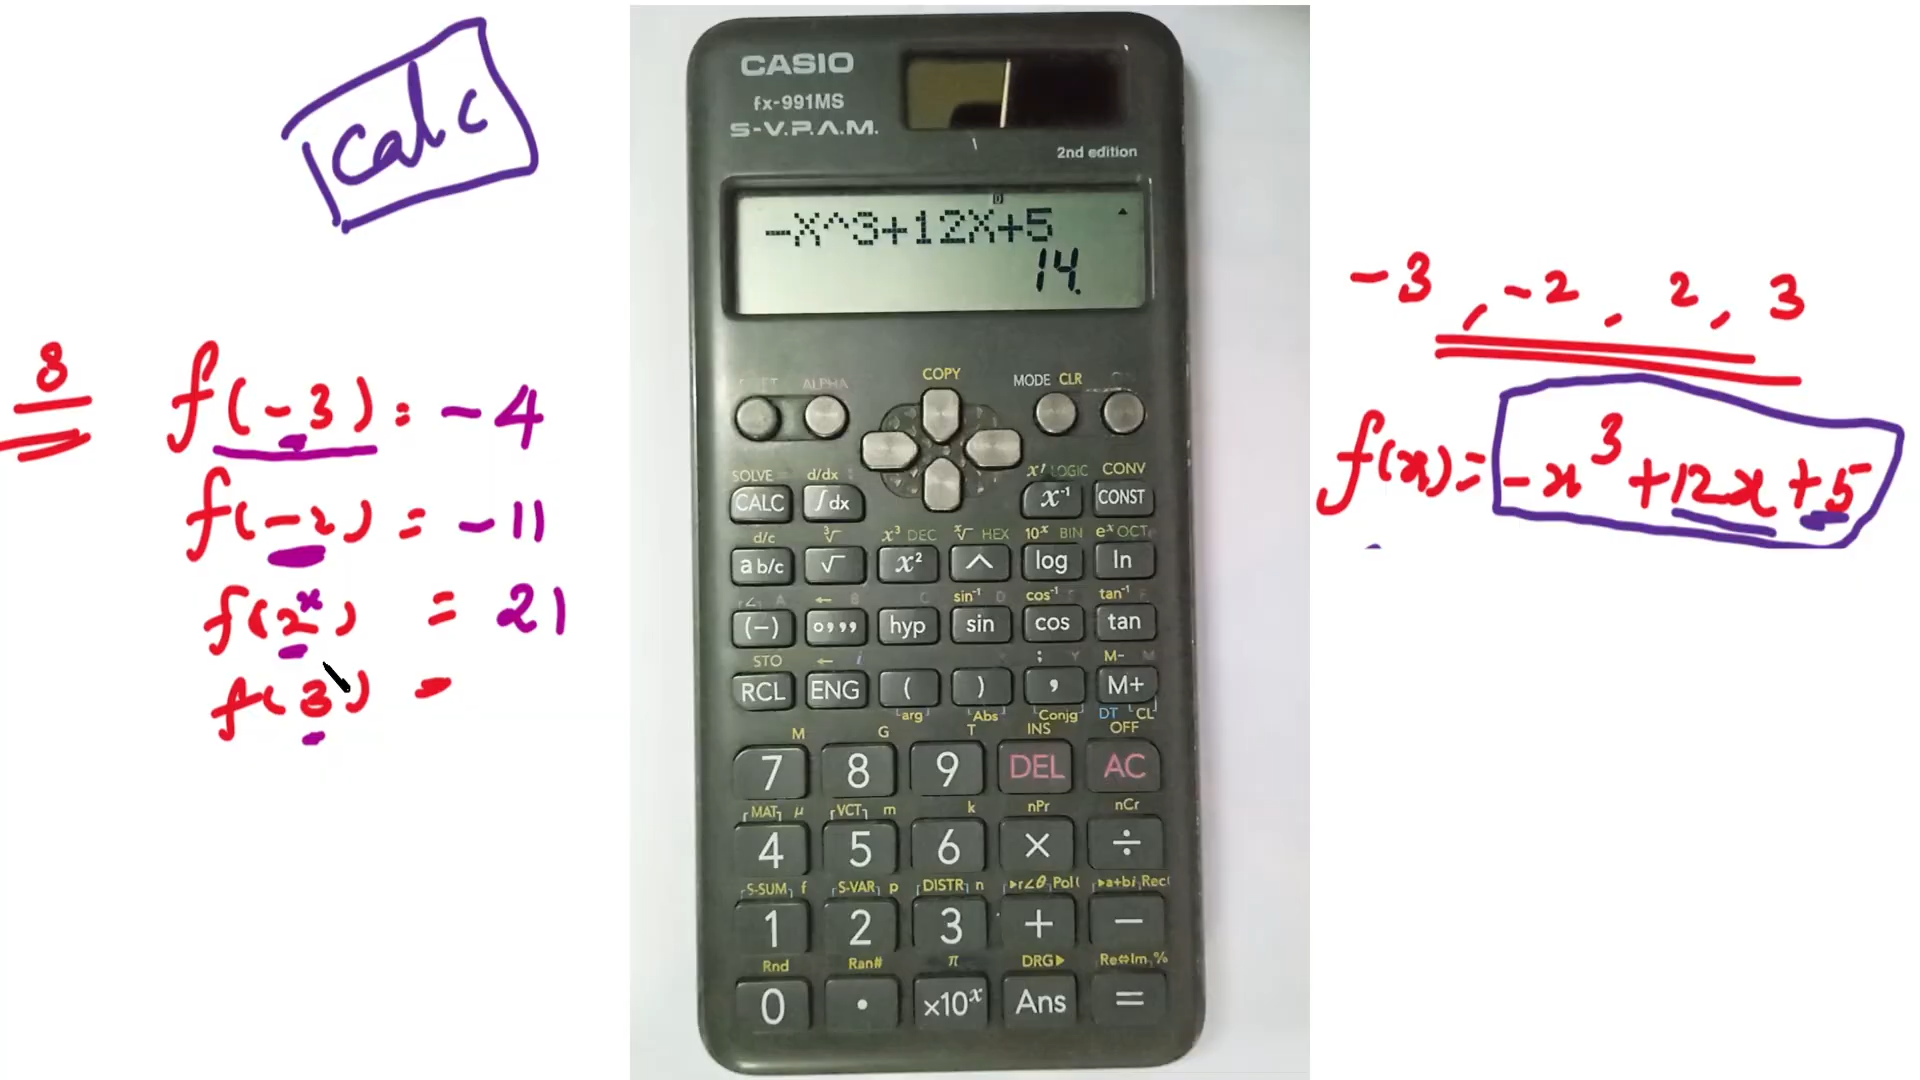 calc
8
f(-3) = -4
f(-2) = -11
f(2x) = 21
f(3) =
CASIO
fx-991MS
S-V.P.A.M.
2nd edition
D
-X^3+12X+5
14.
COPY
ALPHA MODE CLR
SOLVE = d/dx : x! LOGIC CONV
CALC ∫dx x⁻¹ CONST
d/c ³√ x³ DEC ˣ√ HEX 10ˣ BIN eˣ OCT
a b/c √ x² ^ log ln
∠ A ← B C sin⁻¹ D cos⁻¹ tan⁻¹ F
(-) o,,, hyp sin cos tan
STO ← i ; Y M- M
RCL ENG ( ) , M+
arg Abs Conjg DT CL
M G T INS OFF
7 8 9 DEL AC
MAT μ VCT m k nPr nCr
4 5 6 × ÷
S-SUM f S-VAR p DISTR n ▸r∠θ Pol( ▸a+bi Rec(
1 2 3 + −
Rnd Ran# π DRG▸ Re⇔Im %
0 . ×10ˣ Ans =
-3, -2, 2, 3
f(x) = -x³ + 12x + 5